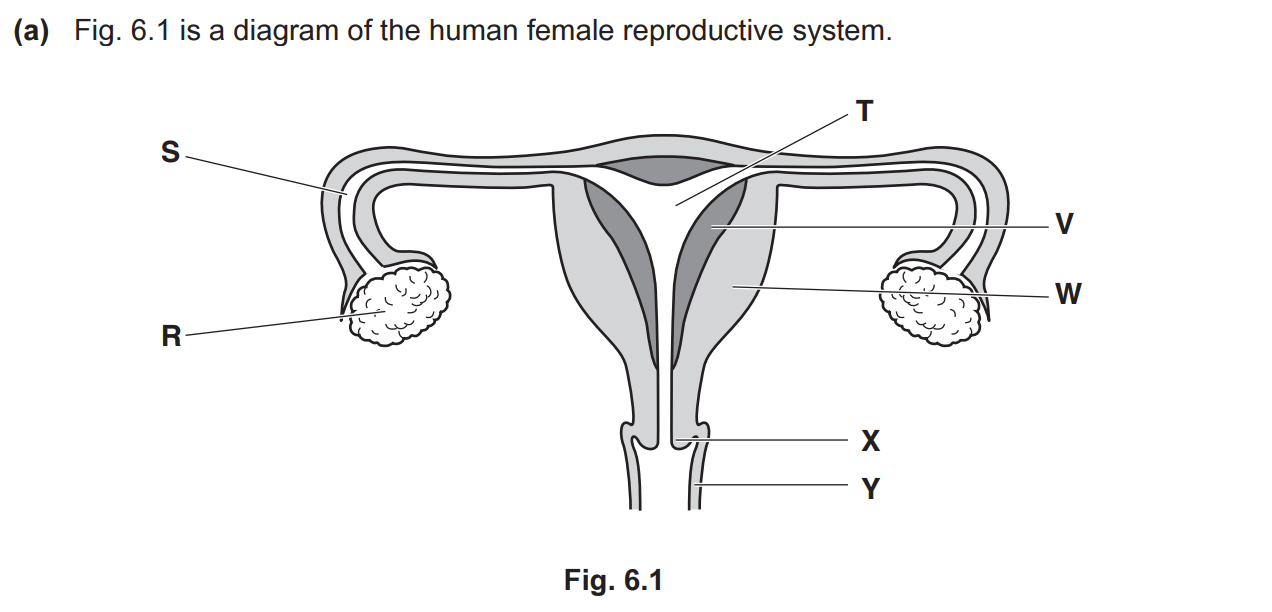 (a) Fig. 6.1 is a diagram of the human female reproductive system.
T
S
V
W
R
X
Y
Fig. 6.1